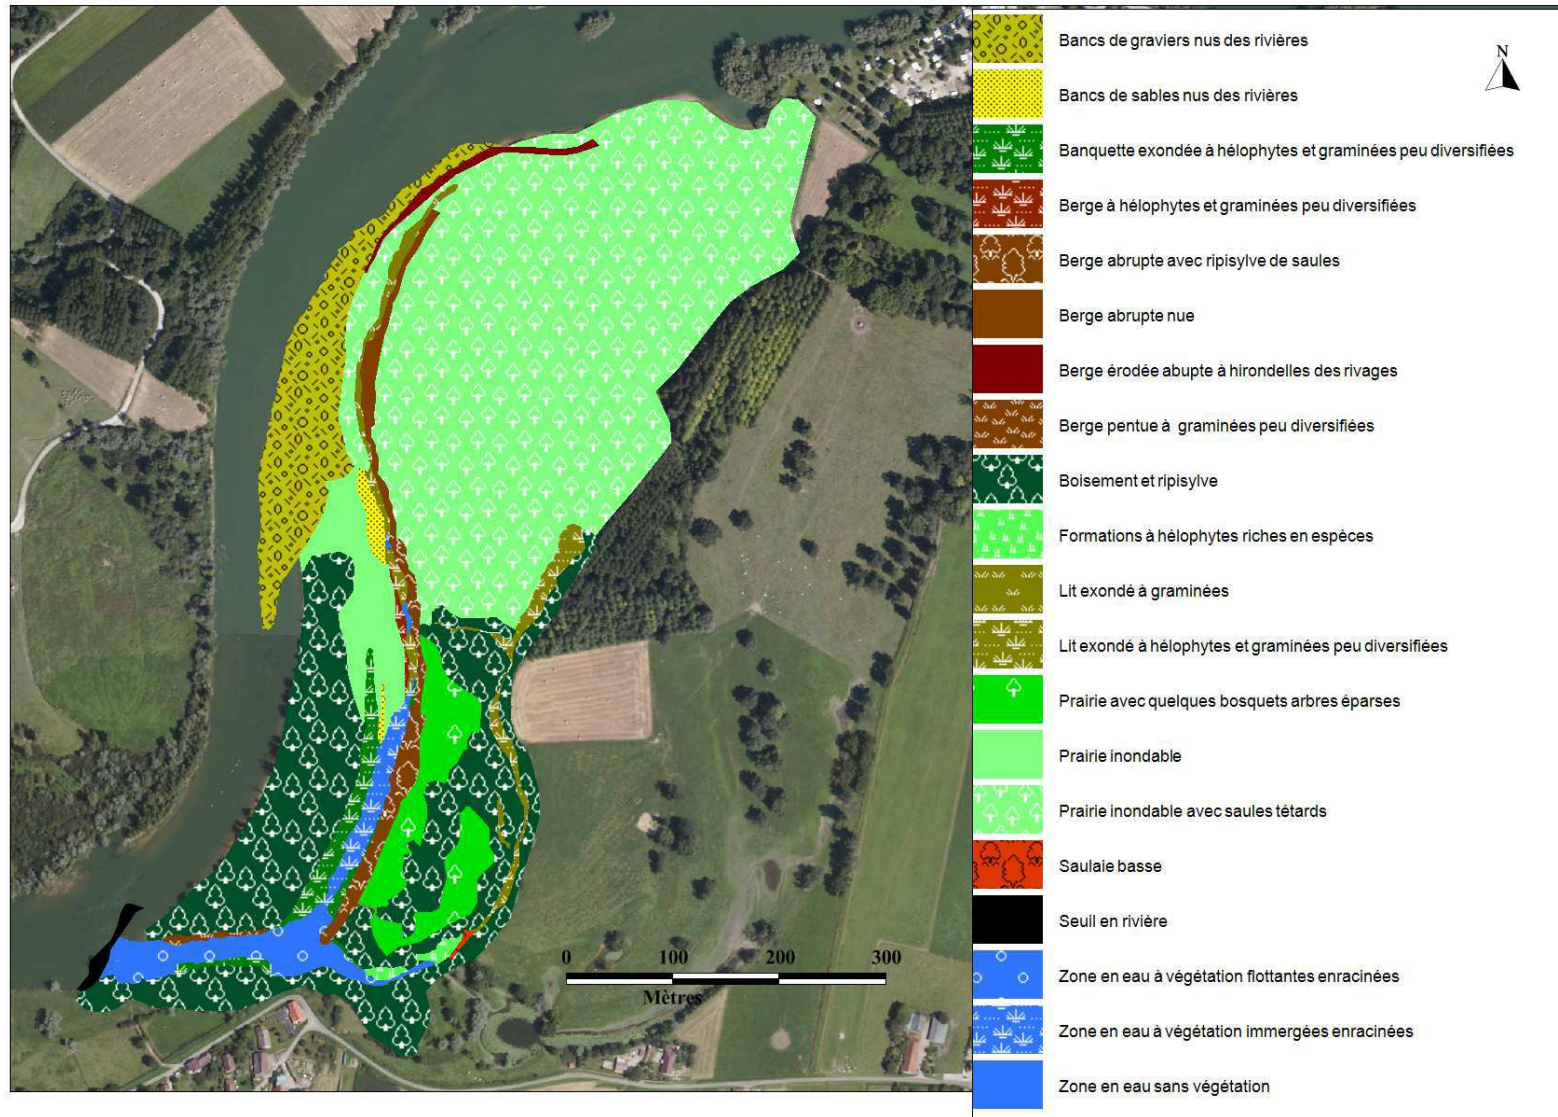 Bancs de graviers nus des rivières
N
Bancs de sables nus des rivières
Banquette exondée à hélophytes et graminées peu diversifiées
Berge à hélophytes et graminées peu diversifiées
Berge abrupte avec ripisylve de saules
Berge abrupte nue
Berge érodée abupte à hirondelles des rivages
Berge pentue à graminées peu diversifiées
Boisement et ripisylve
Formations à hélophytes riches en espèces
Lit exondé à graminées
Lit exondé à hélophytes et graminées peu diversifiées
Prairie avec quelques bosquets arbres éparses
Prairie inondable
Prairie inondable avec saules tétards
Saulaie basse
Seuil en rivière
Zone en eau à végétation flottantes enracinées
Zone en eau à végétation immergées enracinées
Zone en eau sans végétation
0 100 200 300
Mètres